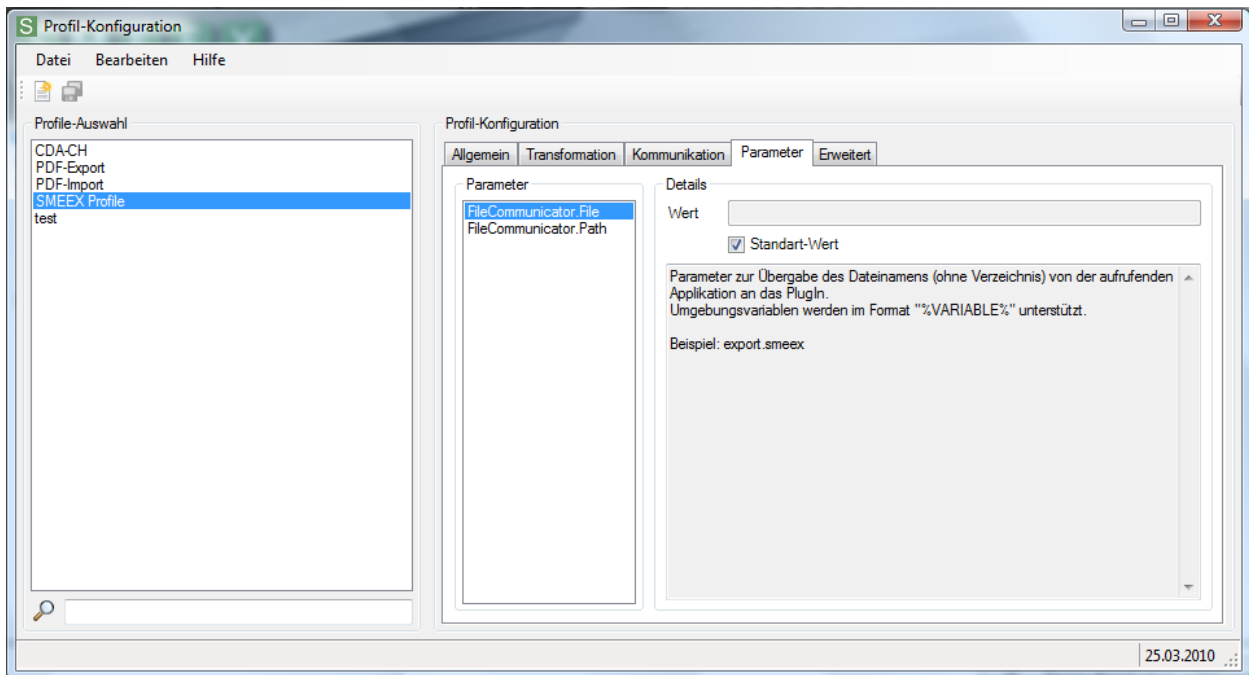 S Profil-Konfiguration
Datei Bearbeiten Hilfe
Profile-Auswahl
CDA-CH
PDF-Export
PDF-Import
SMEEX Profile
test
Profil-Konfiguration
Allgemein Transformation Kommunikation Parameter Erweitert
Parameter
FileCommunicator.File
FileCommunicator.Path
Details
Wert
Standart-Wert
Parameter zur Übergabe des Dateinamens (ohne Verzeichnis) von der aufrufenden
Applikation an das PlugIn.
Umgebungsvariablen werden im Format "%VARIABLE%" unterstützt.
Beispiel: export.smeex
25.03.2010